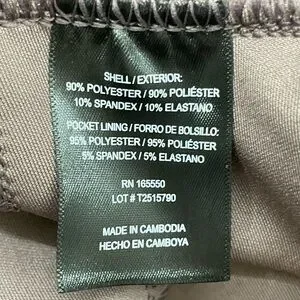 SHELL / EXTERIOR:
90% POLYESTER / 90% POLIÉSTER
10% SPANDEX / 10% ELASTANO
POCKET LINING / FORRO DE BOLSILLO:
95% POLYESTER / 95% POLIÉSTER
5% SPANDEX / 5% ELASTANO
RN 165550
LOT # T2515790
MADE IN CAMBODIA
HECHO EN CAMBOYA